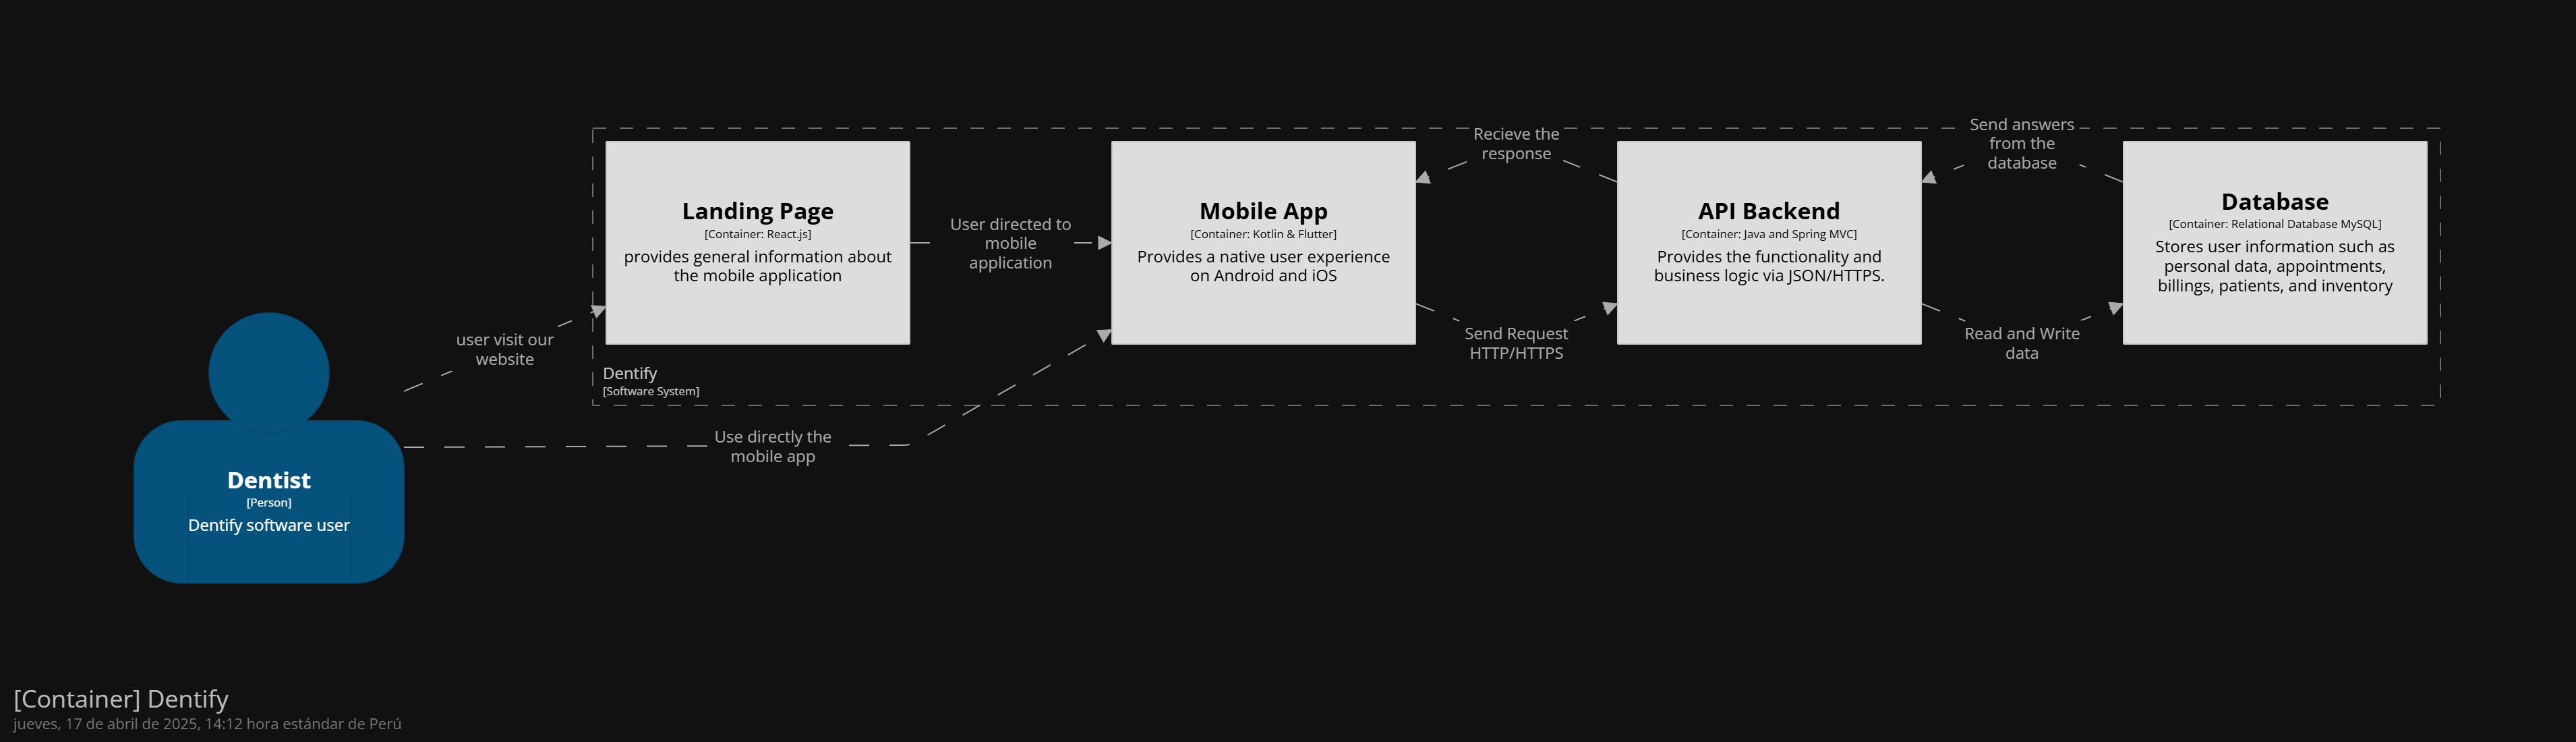 Recieve the
response
Send answers
from the
database
Landing Page
[Container: React.js]
provides general information about
the mobile application
User directed to
mobile
application
Mobile App
[Container: Kotlin & Flutter]
Provides a native user experience
on Android and iOS
API Backend
[Container: Java and Spring MVC]
Provides the functionality and
business logic via JSON/HTTPS.
Database
[Container: Relational Database MySQL]
Stores user information such as
personal data, appointments,
billings, patients, and inventory
user visit our
website
Send Request
HTTP/HTTPS
Read and Write
data
Dentify
[Software System]
Use directly the
mobile app
Dentist
[Person]
Dentify software user
[Container] Dentify
jueves, 17 de abril de 2025, 14:12 hora estándar de Perú